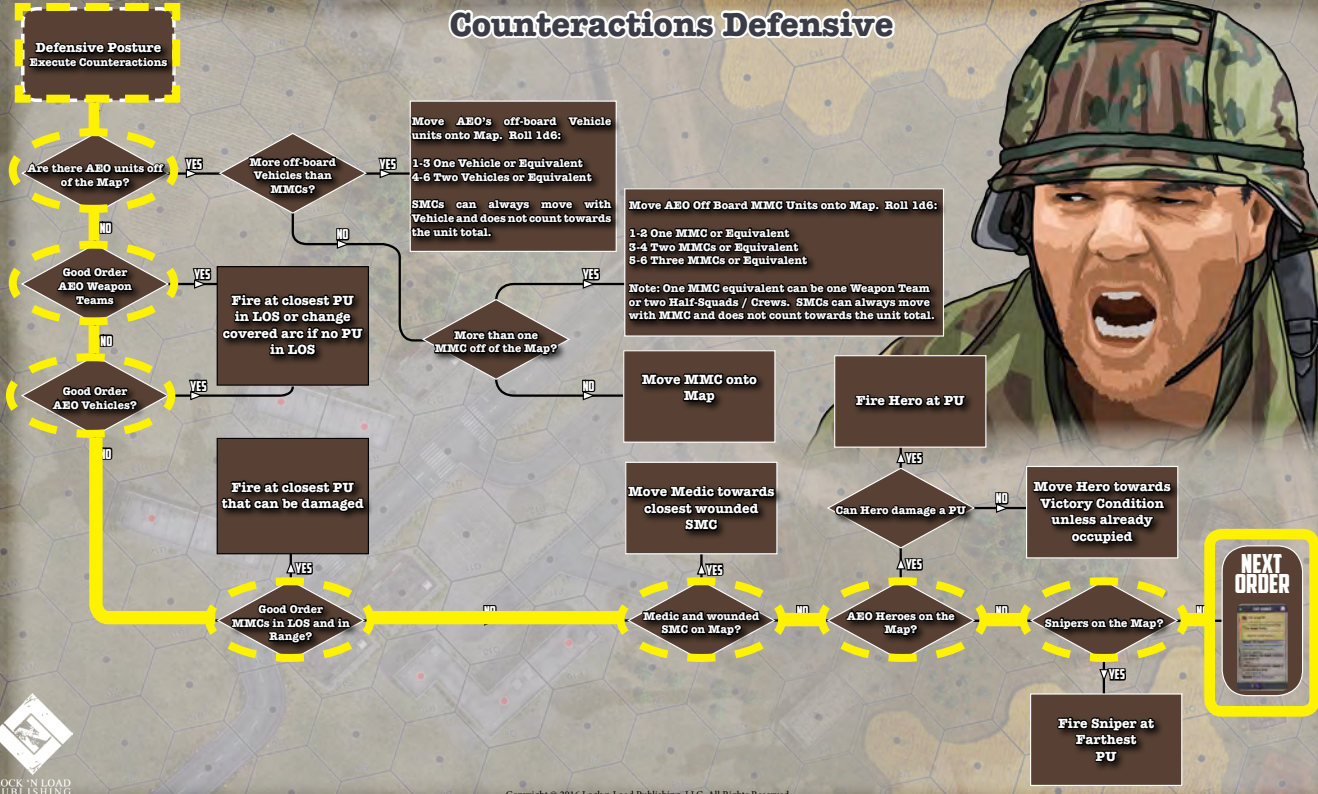 Counteractions Defensive
Defensive Posture
Execute Counteractions
Are there AEO units off
of the Map?
YES
More off-board
Vehicles than
MMCs?
YES
Move AEO's off-board Vehicle
units onto Map. Roll 1d6:
1-3 One Vehicle or Equivalent
4-6 Two Vehicles or Equivalent
SMCs can always move with
Vehicle and does not count towards
the unit total.
NO
NO
Move AEO Off Board MMC Units onto Map. Roll 1d6:
1-2 One MMC or Equivalent
3-4 Two MMCs or Equivalent
5-6 Three MMCs or Equivalent
Note: One MMC equivalent can be one Weapon Team
or two Half-Squads / Crews. SMCs can always move
with MMC and does not count towards the unit total.
Good Order
AEO Weapon
Teams
YES
Fire at closest PU
in LOS or change
covered arc if no PU
in LOS
YES
More than one
MMC off of the Map?
NO
NO
Move MMC onto
Map
Good Order
AEO Vehicles?
YES
NO
Fire Hero at PU
YES
Fire at closest PU
that can be damaged
YES
Move Medic towards
closest wounded
SMC
YES
Can Hero damage a PU
NO
Move Hero towards
Victory Condition
unless already
occupied
YES
Good Order
MMCs in LOS and in
Range?
NO
Medic and wounded
SMC on Map?
NO
AEO Heroes on the
Map?
NO
Snipers on the Map?
NEXT
ORDER
YES
Fire Sniper at
Farthest
PU
LOCK 'N LOAD
PUBLISHING